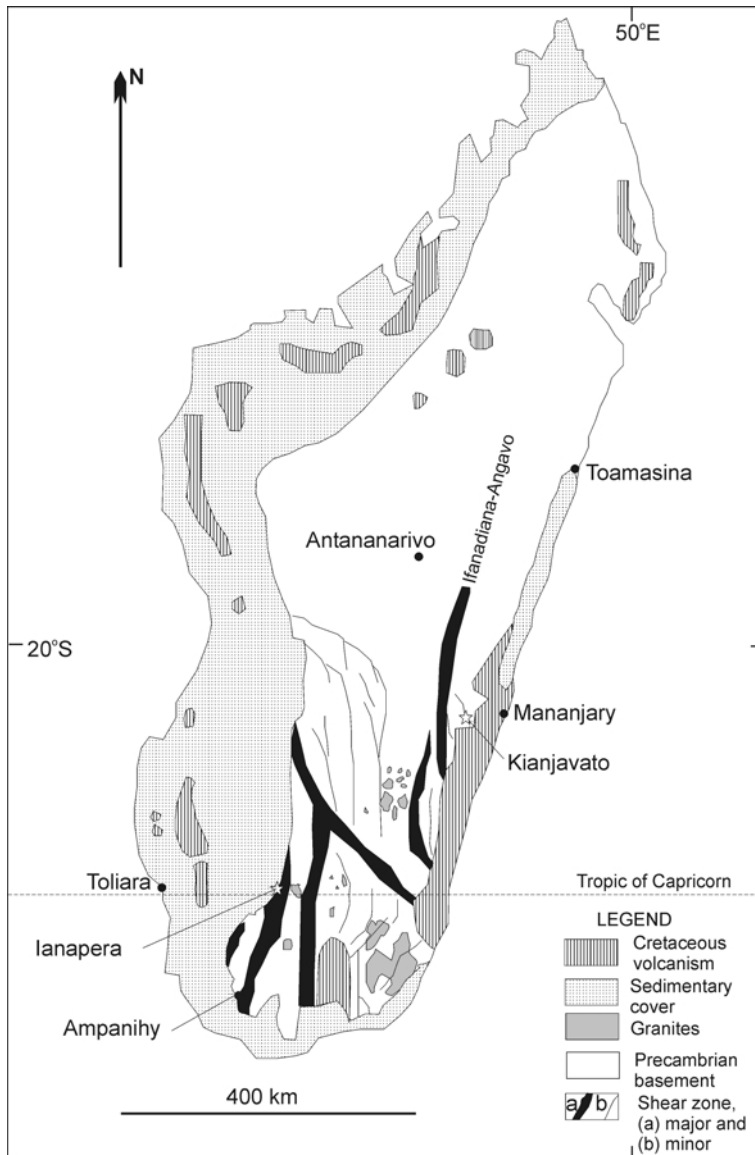 50°E
N
Ifanadiana-Angavo
Toamasina
Antananarivo
20°S
Mananjary
Kianjavato
Toliara
Tropic of Capricorn
Ianapera
Ampanihy
400 km
LEGEND
Cretaceous
volcanism
Sedimentary
cover
Granites
Precambrian
basement
a b
Shear zone,
(a) major and
(b) minor